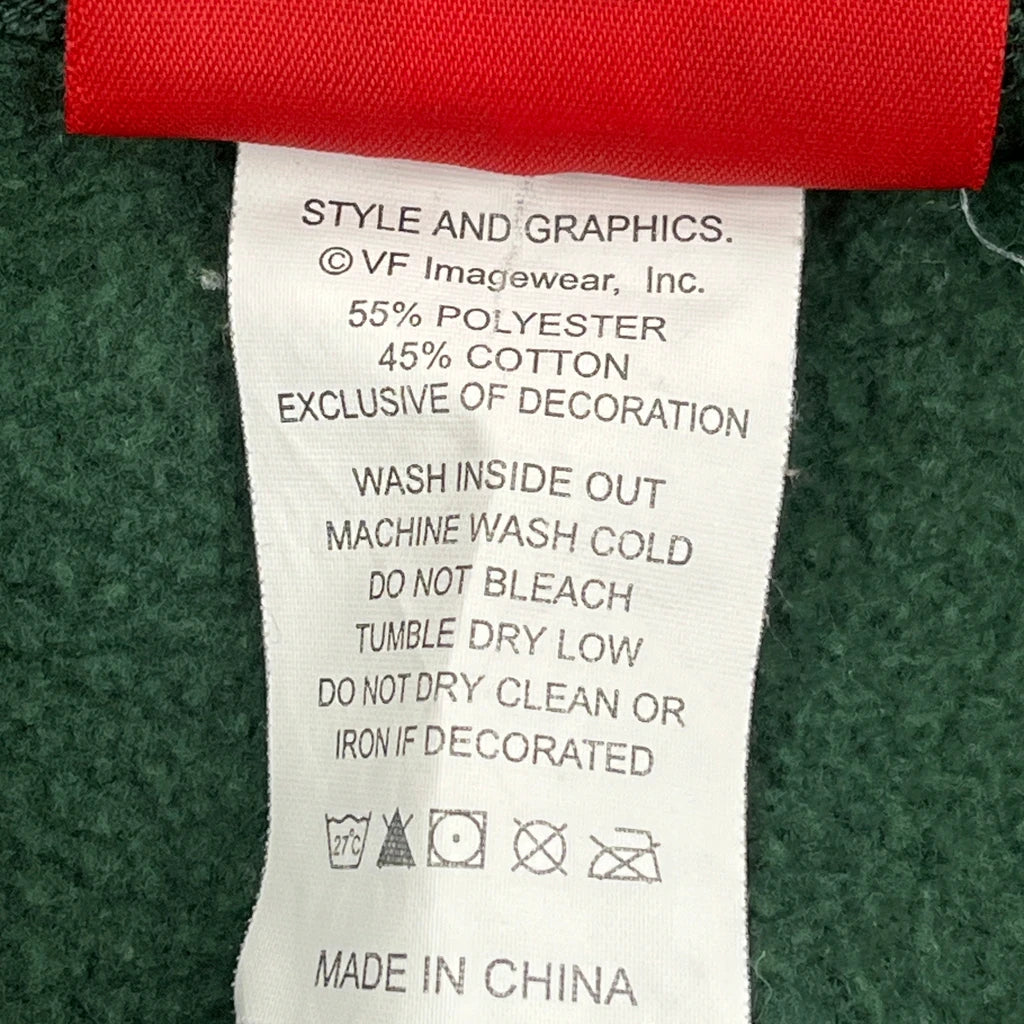 STYLE AND GRAPHICS.
© VF Imagewear, Inc.
55% POLYESTER
45% COTTON
EXCLUSIVE OF DECORATION
WASH INSIDE OUT
MACHINE WASH COLD
DO NOT BLEACH
TUMBLE DRY LOW
DO NOT DRY CLEAN OR
IRON IF DECORATED
27°C
MADE IN CHINA